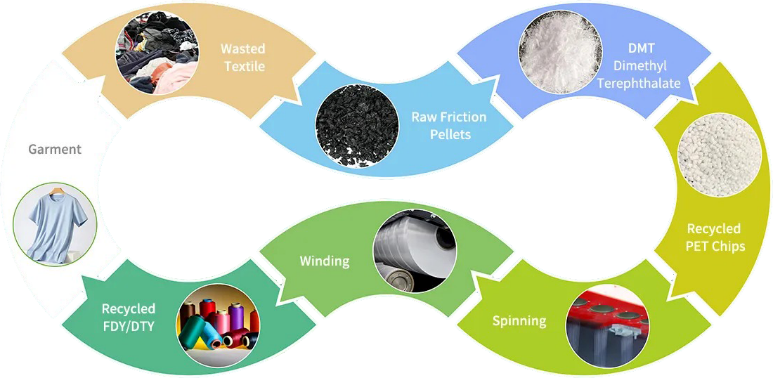 Wasted
Textile
Raw Friction
Pellets
DMT
Dimethyl
Terephthalate
Recycled
PET Chips
Spinning
Winding
Recycled
FDY/DTY
Garment